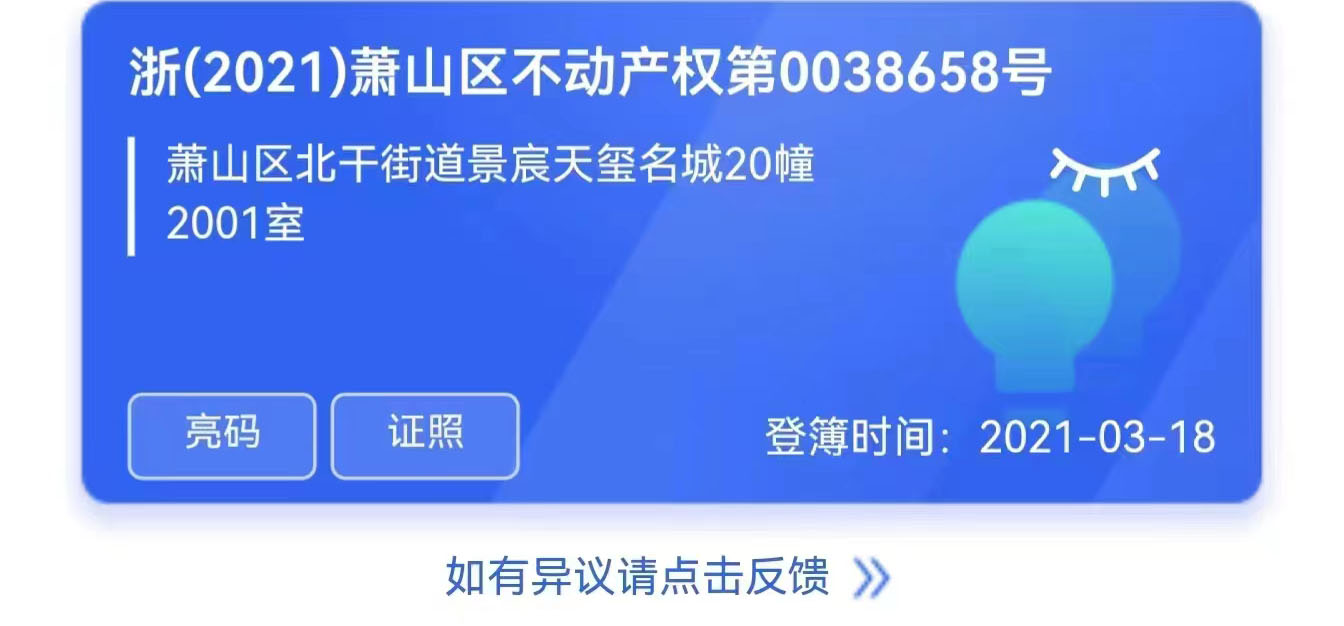 浙(2021)萧山区不动产权第0038658号
萧山区北干街道景宸天玺名城20幢
2001室
亮码
证照
登簿时间：2021-03-18
如有异议请点击反馈